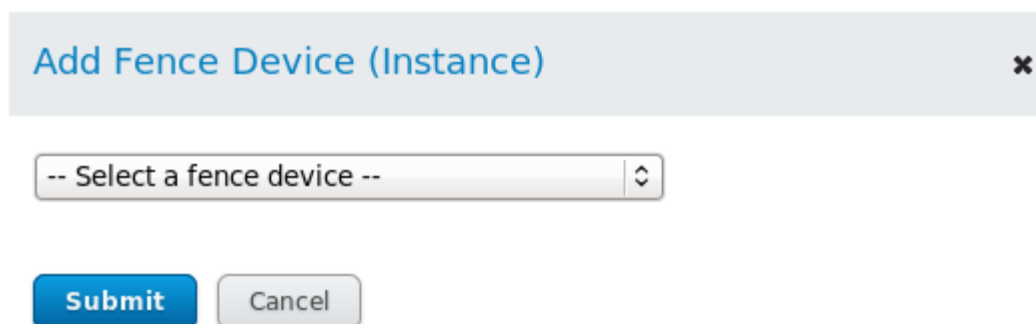 Add Fence Device (Instance)
-- Select a fence device --
Submit Cancel